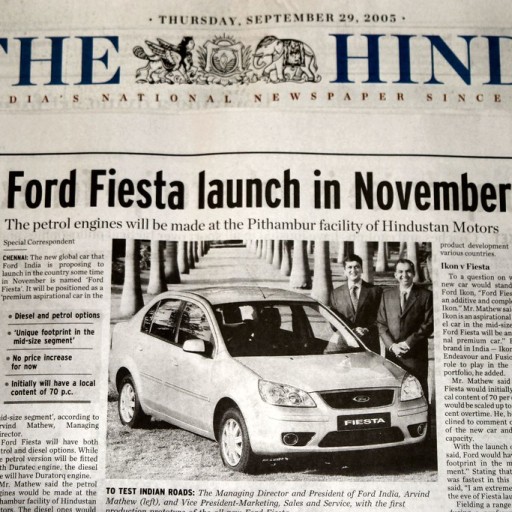 · THURSDAY, SEPTEMBER 29, 2005 ·
THE HIND
DIA'S NATIONAL NEWSPAPER SINCE
Ford Fiesta launch in November
The petrol engines will be made at the Pithambur facility of Hindustan Motors
Special Correspondent
CHENNAI: The new global car that
Ford India is proposing to
launch in the country some time
in November is named 'Ford
Fiesta'. It will be positioned as a
'premium aspirational car in the
• Diesel and petrol options
• 'Unique footprint in the
mid-size segment'
• No price increase
for now
• Initially will have a local
content of 70 p.c.
mid-size segment', according to
Arvind Mathew, Managing
Director.
Ford Fiesta will have both
petrol and diesel options. While
the petrol version will be fitted
with Duratec engine, the diesel
one will have Duratorq engine.
Mr. Mathew said the petrol
engines would be made at the
Pithambur facility of Hindustan
Motors. The diesel ones would
FIESTA
TO TEST INDIAN ROADS: The Managing Director and President of Ford India, Arvind
Mathew (left), and Vice President-Marketing, Sales and Service, with the first
product development
various countries.
Ikon v Fiesta
To a question on w
new car would stand
Ford Ikon, "Ford Fi
an additive and comple
Ikon." Mr. Mathew sai
Ikon is an aspirational
el car in the mid-size
Ford Fiesta will be an
nal premium car."
brand in India — Ikon
Endeavour and Fusio
role to play in the
portfolio, he added.
Mr. Mathew said
Fiesta would initially
cal content of 70 per c
would be scaled up to
cent overtime. He, h
clined to comment o
of the new car and
capacity.
With the launch o
said, Ford would hav
footprint in the m
ment." Stating that
was fastest in this
said, "I am extreme
the eve of Fiesta lau
Fielding a range